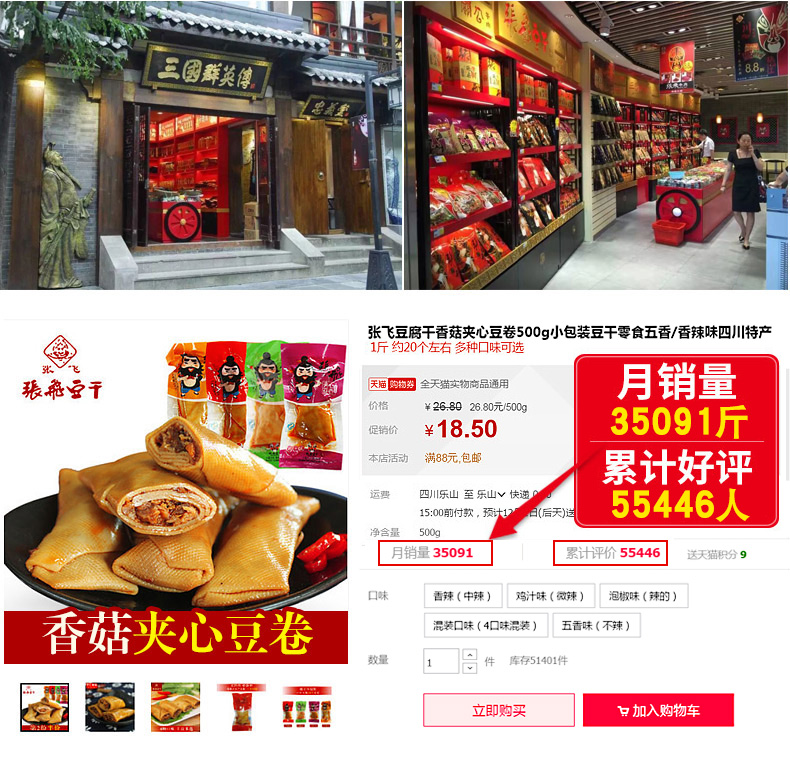 三國群英傳
忠義
張飛
8.8
张飞
張飛豆干
香菇夹心豆卷
张飞豆腐干香菇夹心豆卷500g小包装豆干零食五香/香辣味四川特产
1斤 约20个左右 多种口味可选
天猫 购物券 全天猫实物商品通用
价格 ¥26.80 26.80元/500g
促销价 ¥18.50
本店活动 满88元,包邮
运费 四川乐山 至 乐山 快递
15:00前付款，预计12
日(后天)送
净含量 500g
月销量
35091斤
累计好评
55446人
月销量 35091
累计评价 55446
送天猫积分 9
口味
香辣（中辣）
鸡汁味（微辣）
泡椒味（辣的）
混装口味（4口味混装）
五香味（不辣）
数量
1
件
库存51401件
立即购买
加入购物车